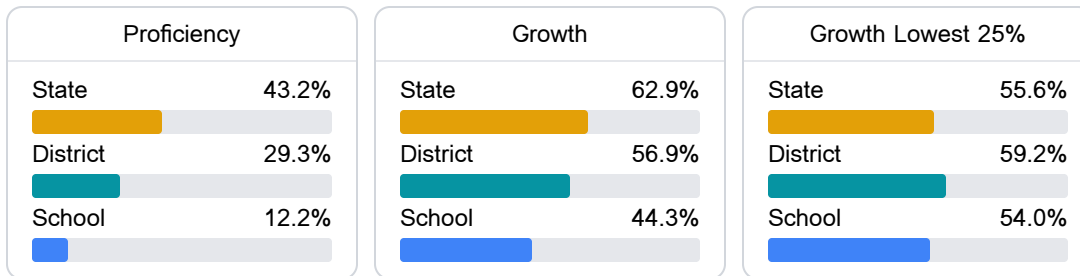 Proficiency
State 43.2%
District 29.3%
School 12.2%
Growth
State 62.9%
District 56.9%
School 44.3%
Growth Lowest 25%
State 55.6%
District 59.2%
School 54.0%